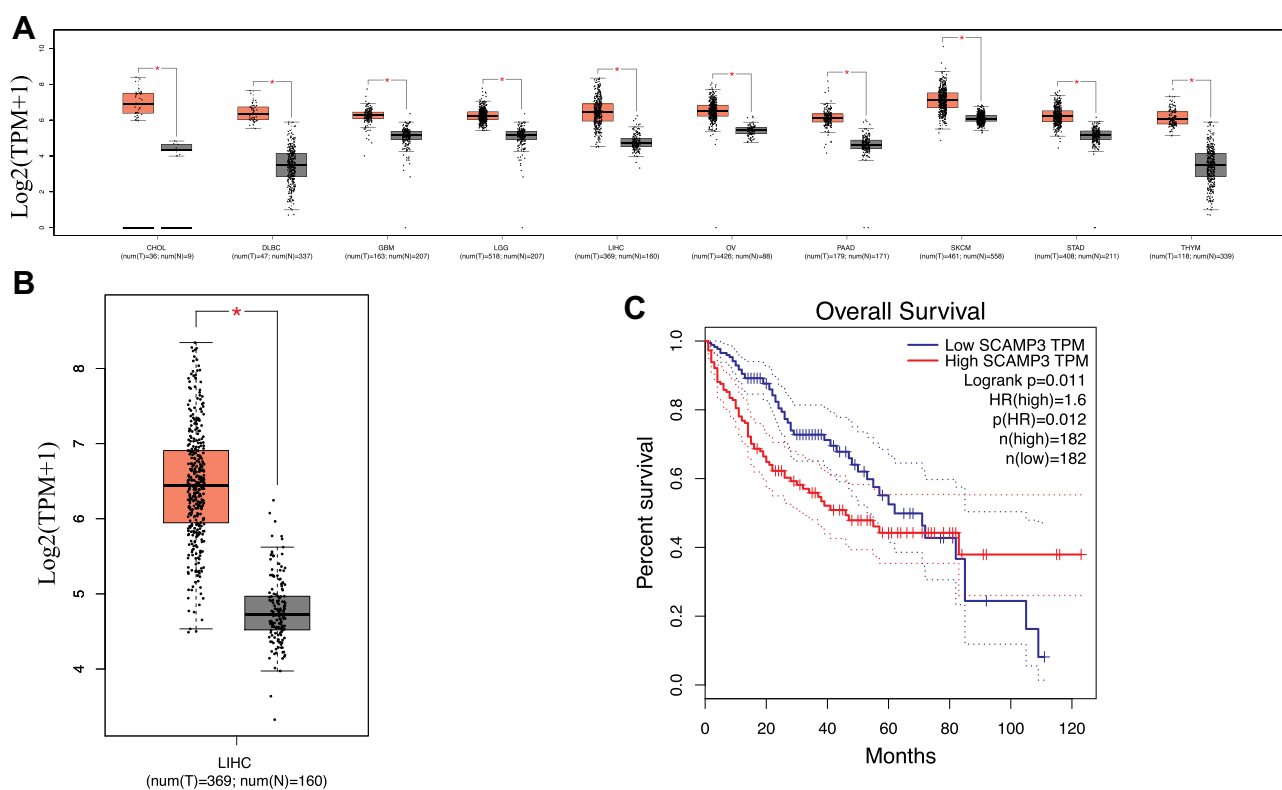 A
Log2(TPM+1)
10
8
6
4
2
0
* * * * * * * * * *
CHOL DLBC GBM LGG LIHC OV PAAD SKCM STAD THYM
(num(T)=36; num(N)=9) (num(T)=47; num(N)=337) (num(T)=163; num(N)=207) (num(T)=518; num(N)=207) (num(T)=369; num(N)=160) (num(T)=426; num(N)=88) (num(T)=179; num(N)=171) (num(T)=461; num(N)=558) (num(T)=408; num(N)=211) (num(T)=118; num(N)=339)
B
Log2(TPM+1)
8
7
6
5
4
*
LIHC
(num(T)=369; num(N)=160)
C
Overall Survival
Percent survival
1.0
0.8
0.6
0.4
0.2
0.0
Low SCAMP3 TPM
High SCAMP3 TPM
Logrank p=0.011
HR(high)=1.6
p(HR)=0.012
n(high)=182
n(low)=182
0 20 40 60 80 100 120
Months